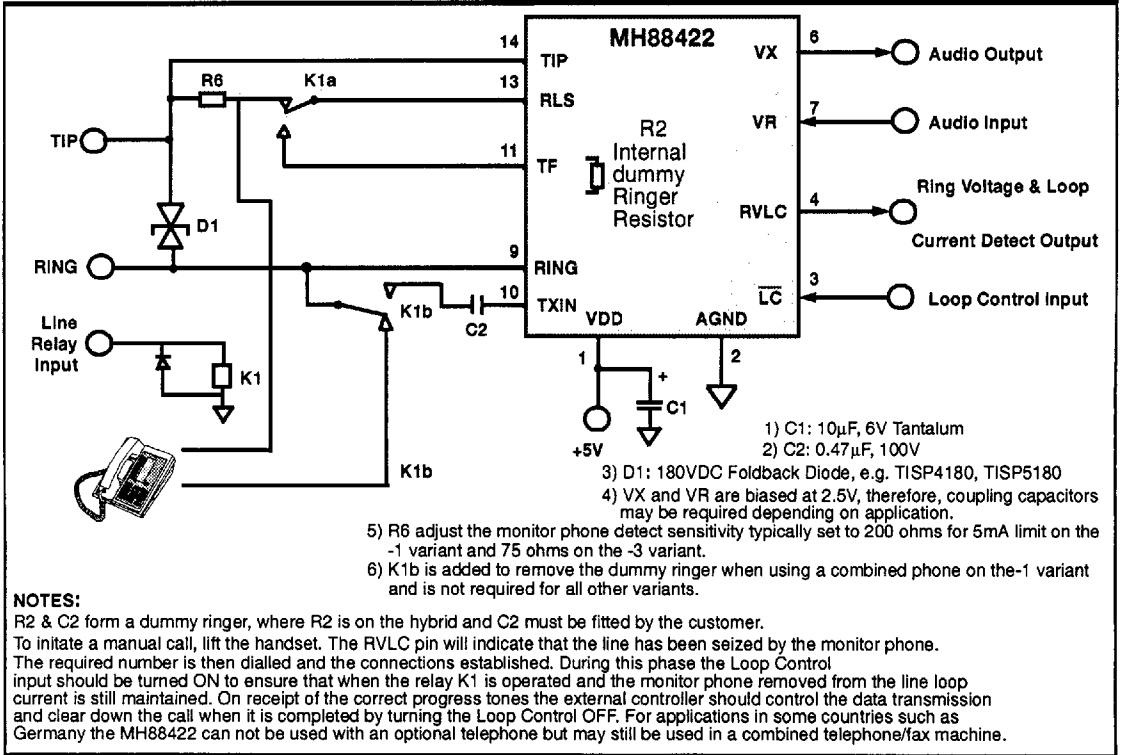 MH88422
14
TIP
R6
K1a
13
RLS
TIP
11
TF
R2
Internal
dummy
Ringer
Resistor
D1
RING
9
RING
10
TXIN
K1b
C2
Line
Relay
Input
K1
VX
6
Audio Output
VR
7
Audio Input
RVLC
4
Ring Voltage & Loop
Current Detect Output
LC
3
Loop Control Input
VDD
AGND
1
2
+
C1
+5V
K1b
1) C1: 10µF, 6V Tantalum
2) C2: 0.47µF, 100V
3) D1: 180VDC Foldback Diode, e.g. TISP4180, TISP5180
4) VX and VR are biased at 2.5V, therefore, coupling capacitors
may be required depending on application.
5) R6 adjust the monitor phone detect sensitivity typically set to 200 ohms for 5mA limit on the
-1 variant and 75 ohms on the -3 variant.
6) K1b is added to remove the dummy ringer when using a combined phone on the-1 variant
and is not required for all other variants.
NOTES:
R2 & C2 form a dummy ringer, where R2 is on the hybrid and C2 must be fitted by the customer.
To initate a manual call, lift the handset. The RVLC pin will indicate that the line has been seized by the monitor phone.
The required number is then dialled and the connections established. During this phase the Loop Control
input should be turned ON to ensure that when the relay K1 is operated and the monitor phone removed from the line loop
current is still maintained. On receipt of the correct progress tones the external controller should control the data transmission
and clear down the call when it is completed by turning the Loop Control OFF. For applications in some countries such as
Germany the MH88422 can not be used with an optional telephone but may still be used in a combined telephone/fax machine.